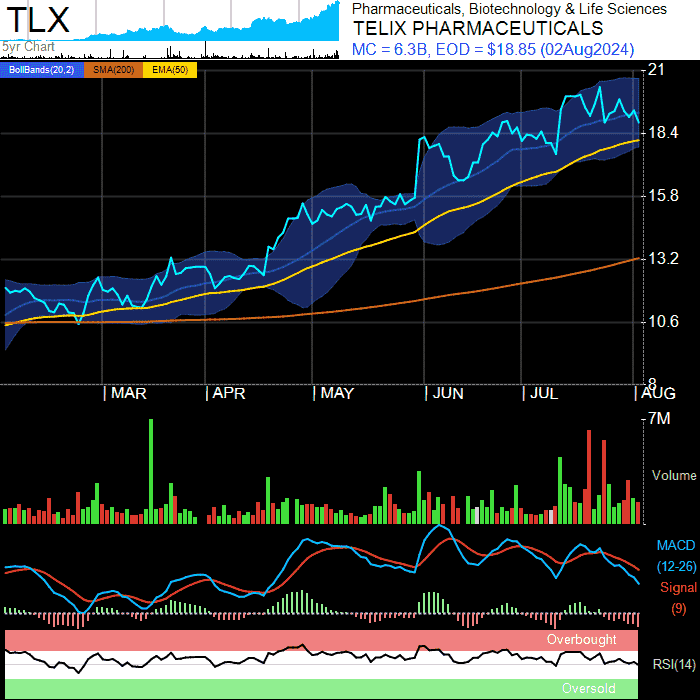 TLX
5yr Chart
Pharmaceuticals, Biotechnology & Life Sciences
TELIX PHARMACEUTICALS
MC = 6.3B, EOD = $18.85 (02Aug2024)
BollBands(20,2) SMA(200) EMA(50)
21
18.4
15.8
13.2
10.6
8
MAR APR MAY JUN JUL AUG
7M
Volume
MACD
(12-26)
Signal
(9)
Overbought
RSI(14)
Oversold